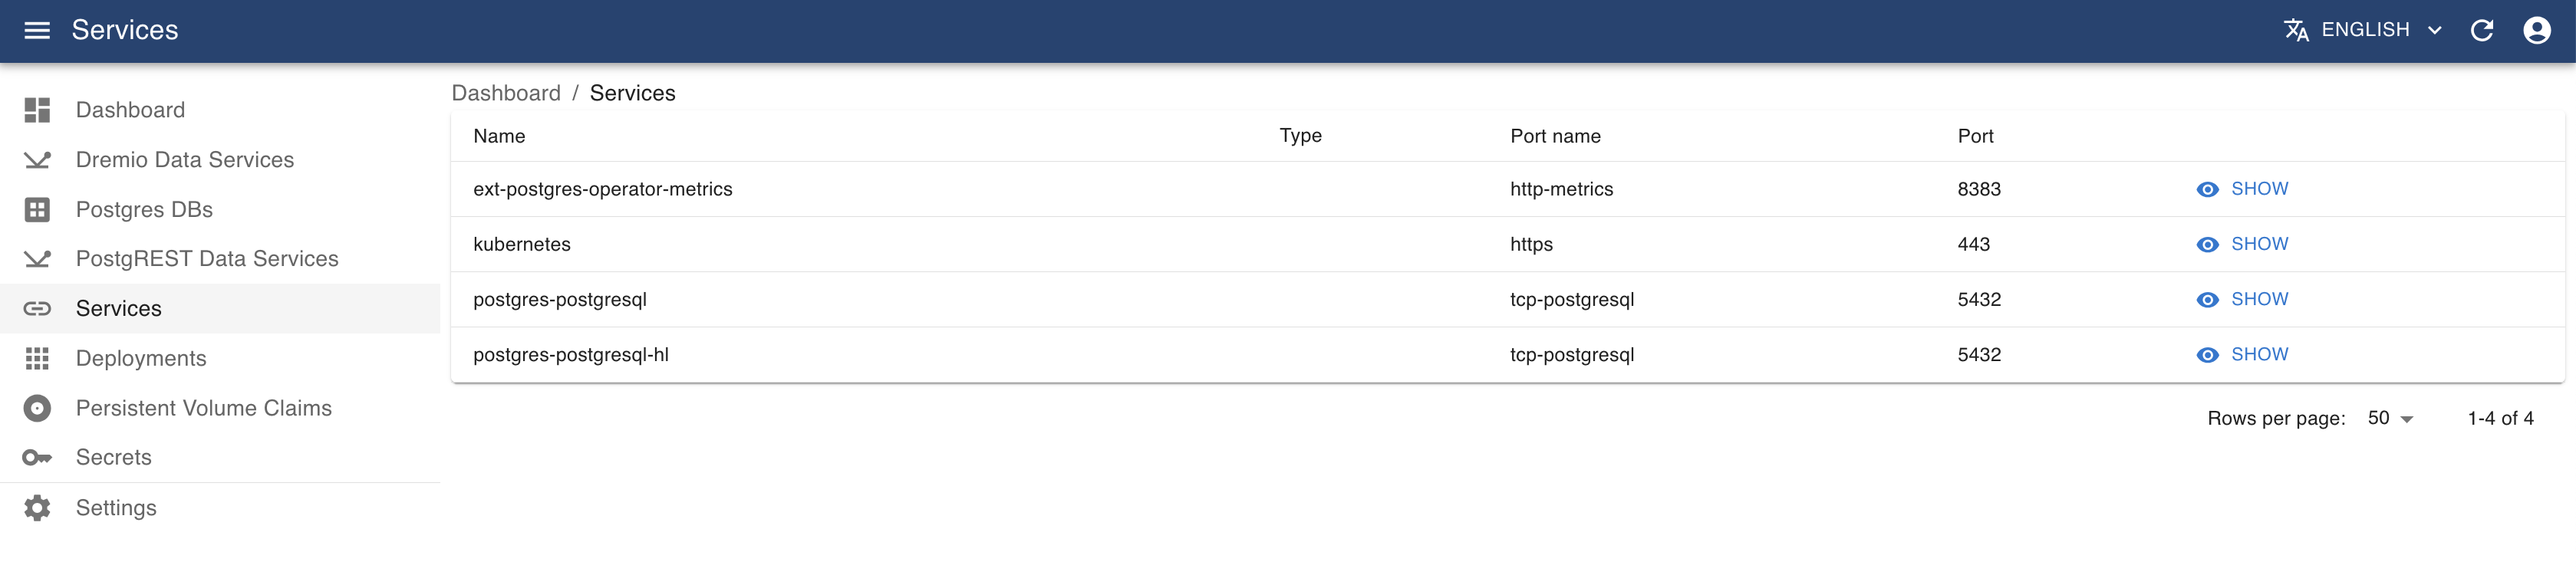 Services
ENGLISH
Dashboard
Dremio Data Services
Postgres DBs
PostgREST Data Services
Services
Deployments
Persistent Volume Claims
Secrets
Settings
Dashboard / Services
Name Type Port name Port
ext-postgres-operator-metrics http-metrics 8383 SHOW
kubernetes https 443 SHOW
postgres-postgresql tcp-postgresql 5432 SHOW
postgres-postgresql-hl tcp-postgresql 5432 SHOW
Rows per page: 50 1-4 of 4